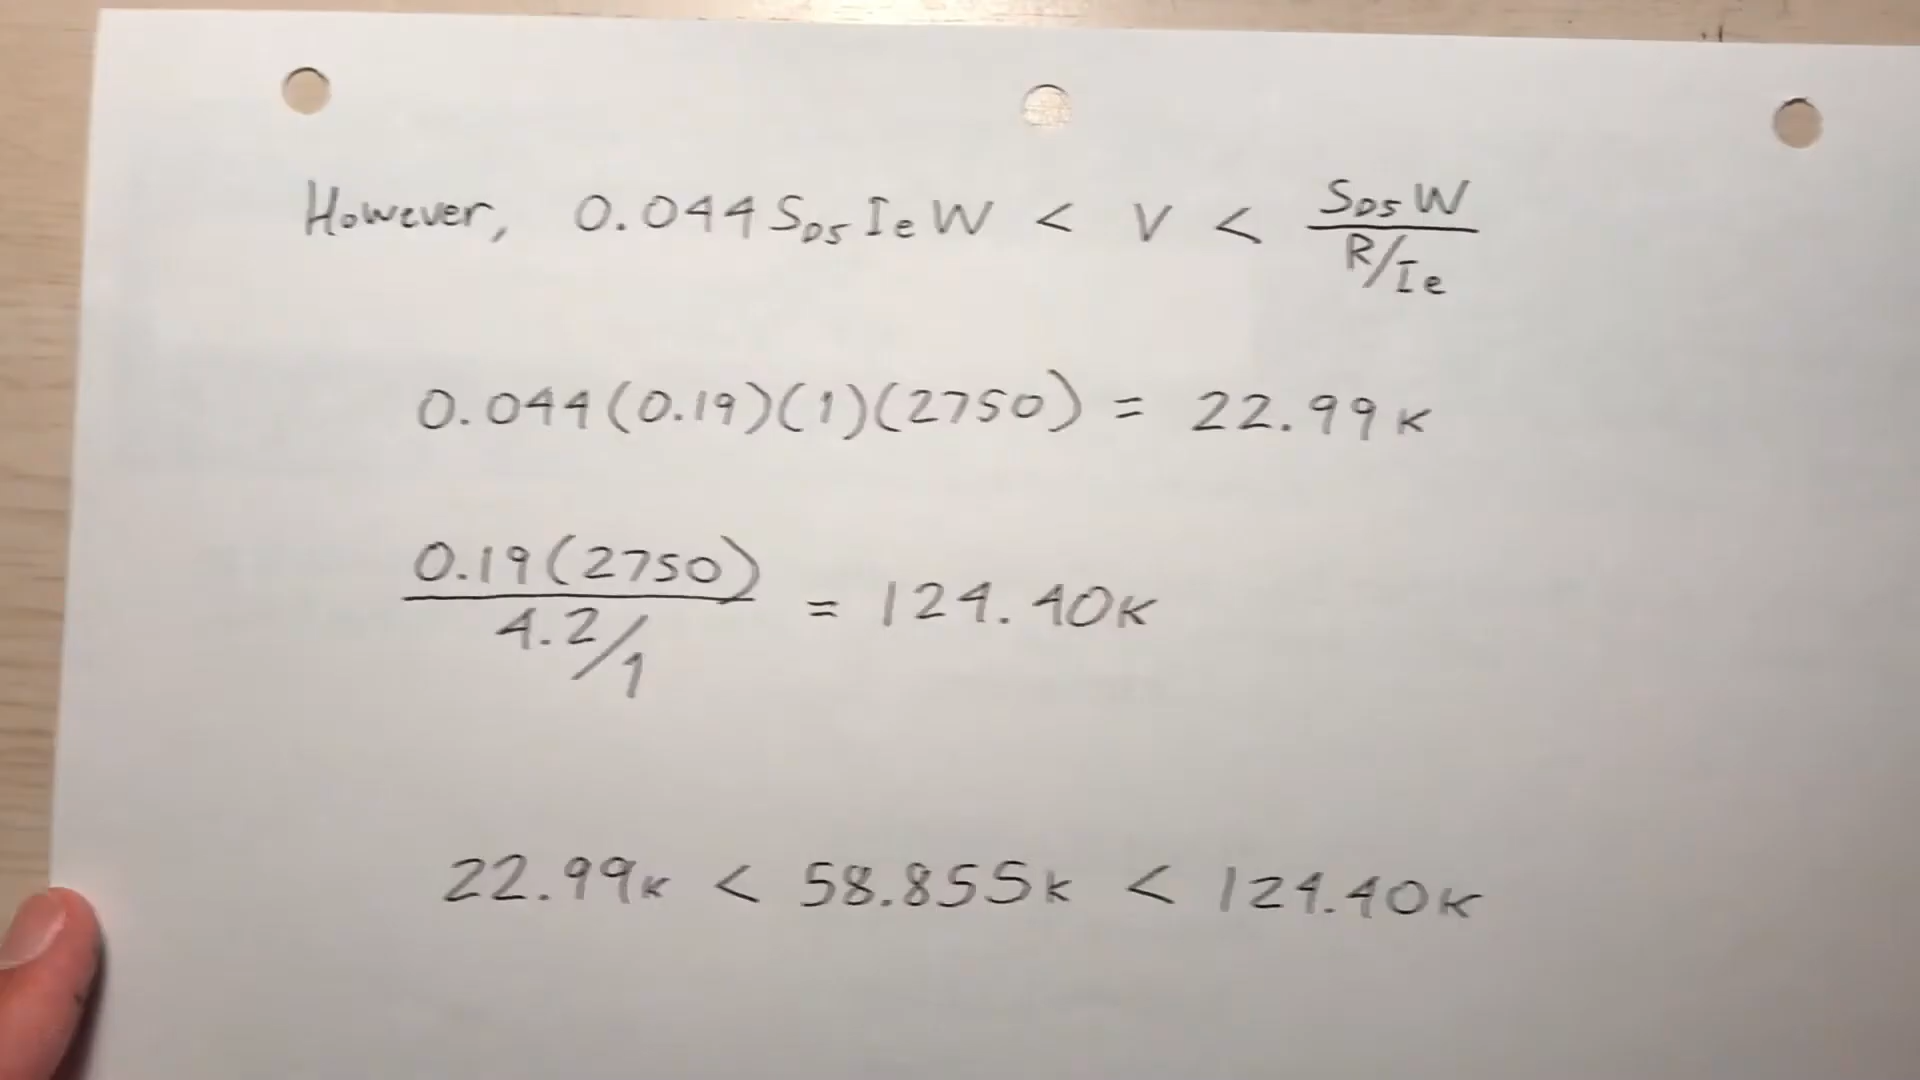 However, 0.044 S_DS I_e W < V < S_DS W / R/I_e
0.044(0.19)(1)(2750) = 22.99k
0.19(2750) / 4.2/1 = 124.40k
22.99k < 58.855k < 124.40k